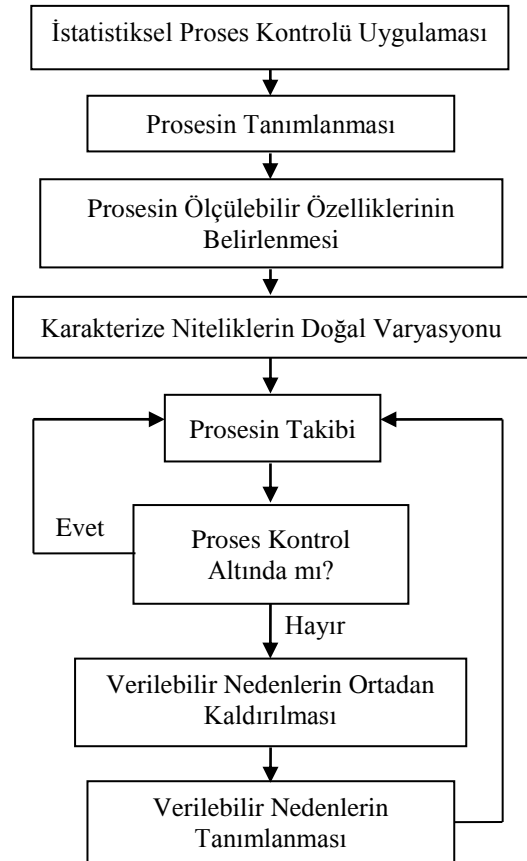 İstatistiksel Proses Kontrolü Uygulaması
Prosesin Tanımlanması
Prosesin Ölçülebilir Özelliklerinin
Belirlenmesi
Karakterize Niteliklerin Doğal Varyasyonu
Prosesin Takibi
Evet
Proses Kontrol
Altında mı?
Hayır
Verilebilir Nedenlerin Ortadan
Kaldırılması
Verilebilir Nedenlerin
Tanımlanması